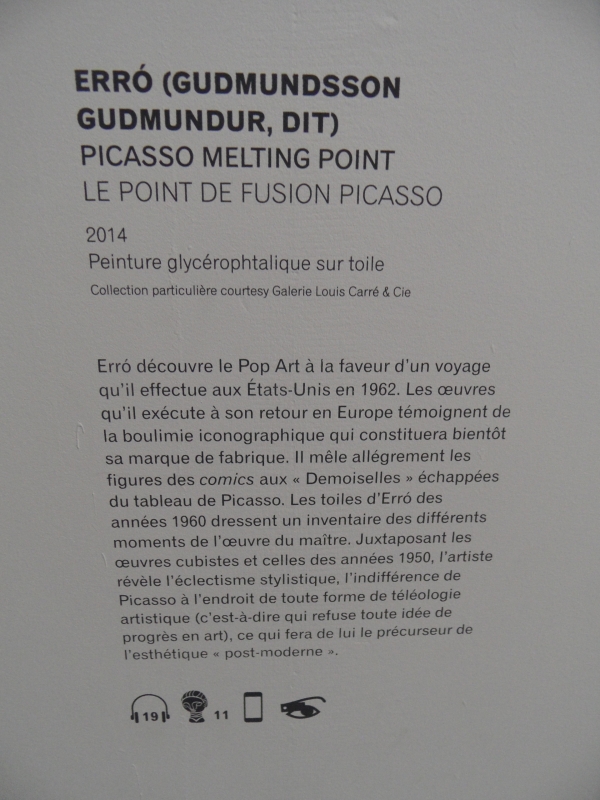 ERRÓ (GUDMUNDSSON
GUDMUNDUR, DIT)
PICASSO MELTING POINT
LE POINT DE FUSION PICASSO
2014
Peinture glycérophtalique sur toile
Collection particulière courtesy Galerie Louis Carré & Cie
Erró découvre le Pop Art à la faveur d'un voyage
qu'il effectue aux États-Unis en 1962. Les œuvres
qu'il exécute à son retour en Europe témoignent de
la boulimie iconographique qui constituera bientôt
sa marque de fabrique. Il mêle allégrement les
figures des comics aux « Demoiselles » échappées
du tableau de Picasso. Les toiles d'Erró des
années 1960 dressent un inventaire des différents
moments de l'œuvre du maître. Juxtaposant les
œuvres cubistes et celles des années 1950, l'artiste
révèle l'éclectisme stylistique, l'indifférence de
Picasso à l'endroit de toute forme de téléologie
artistique (c'est-à-dire qui refuse toute idée de
progrès en art), ce qui fera de lui le précurseur de
l'esthétique « post-moderne ».
19 11